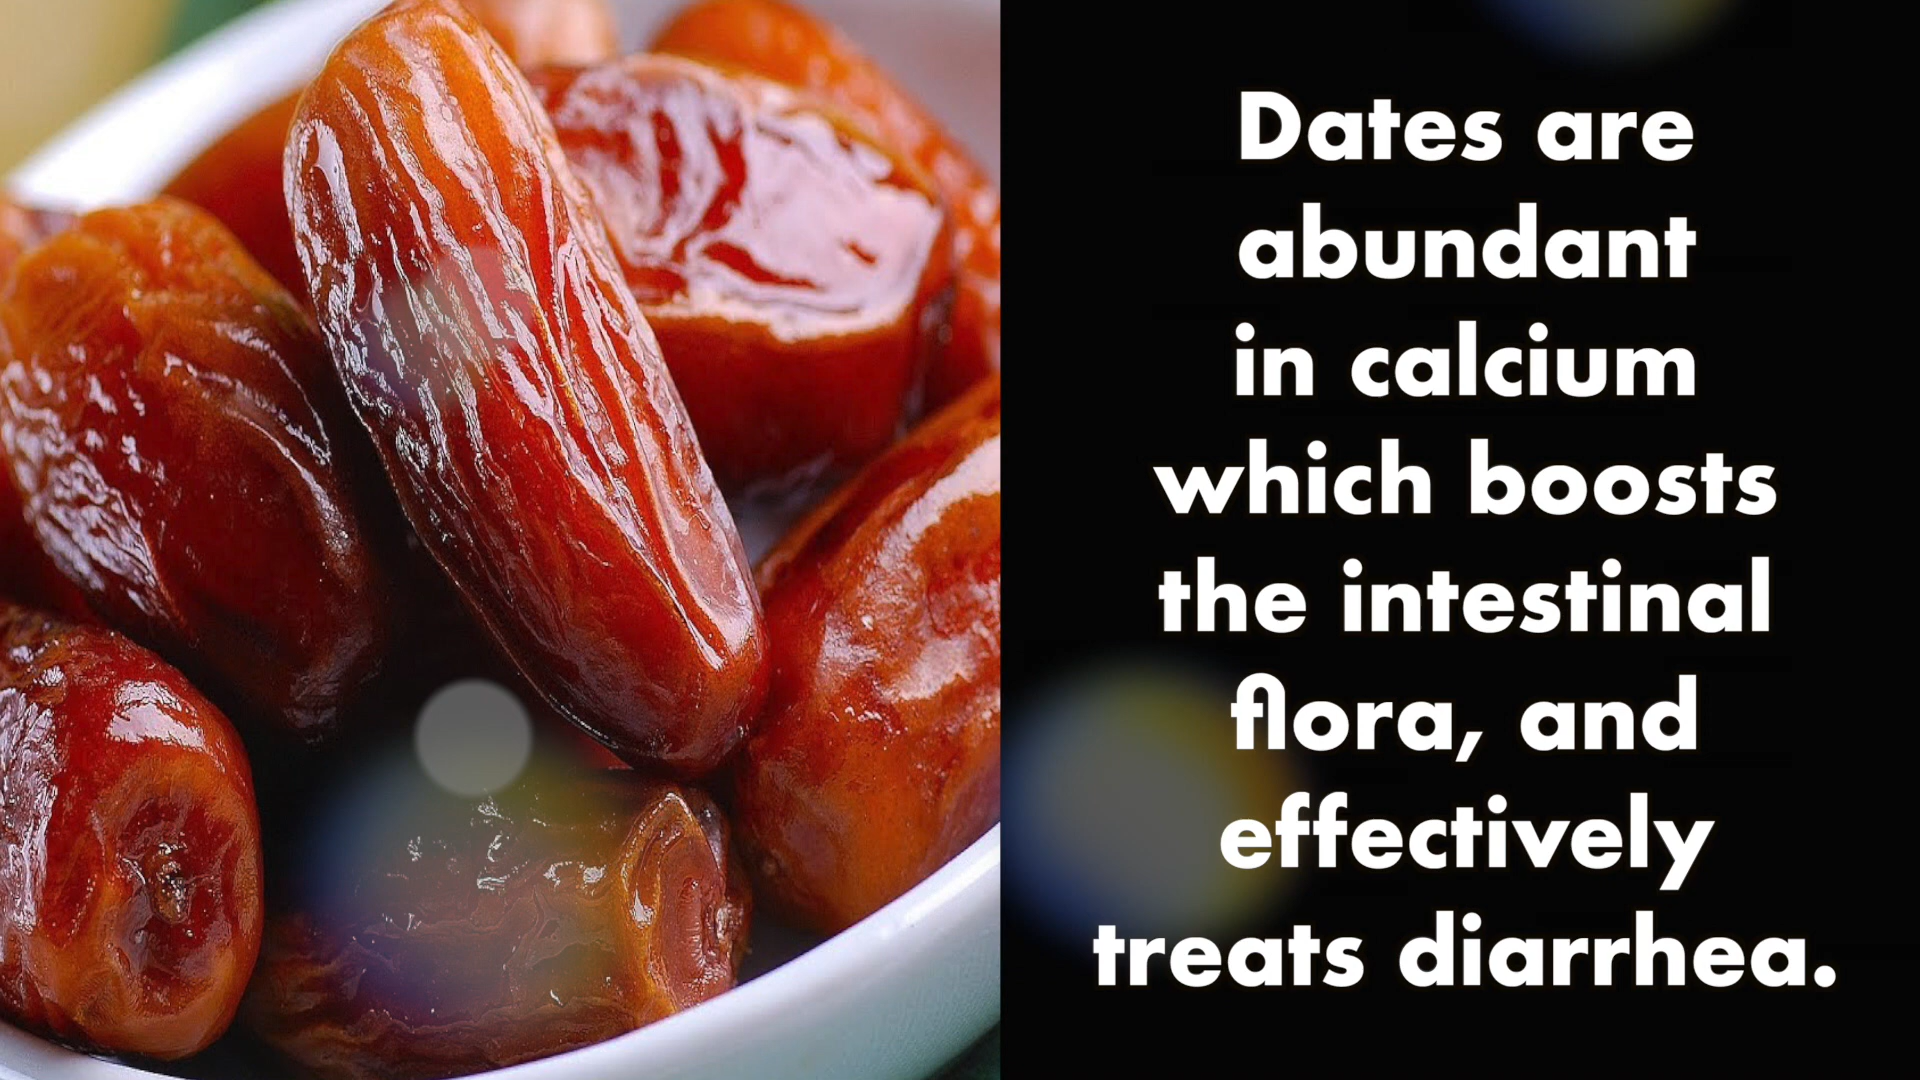 Dates are
abundant
in calcium
which boosts
the intestinal
flora, and
effectively
treats diarrhea.